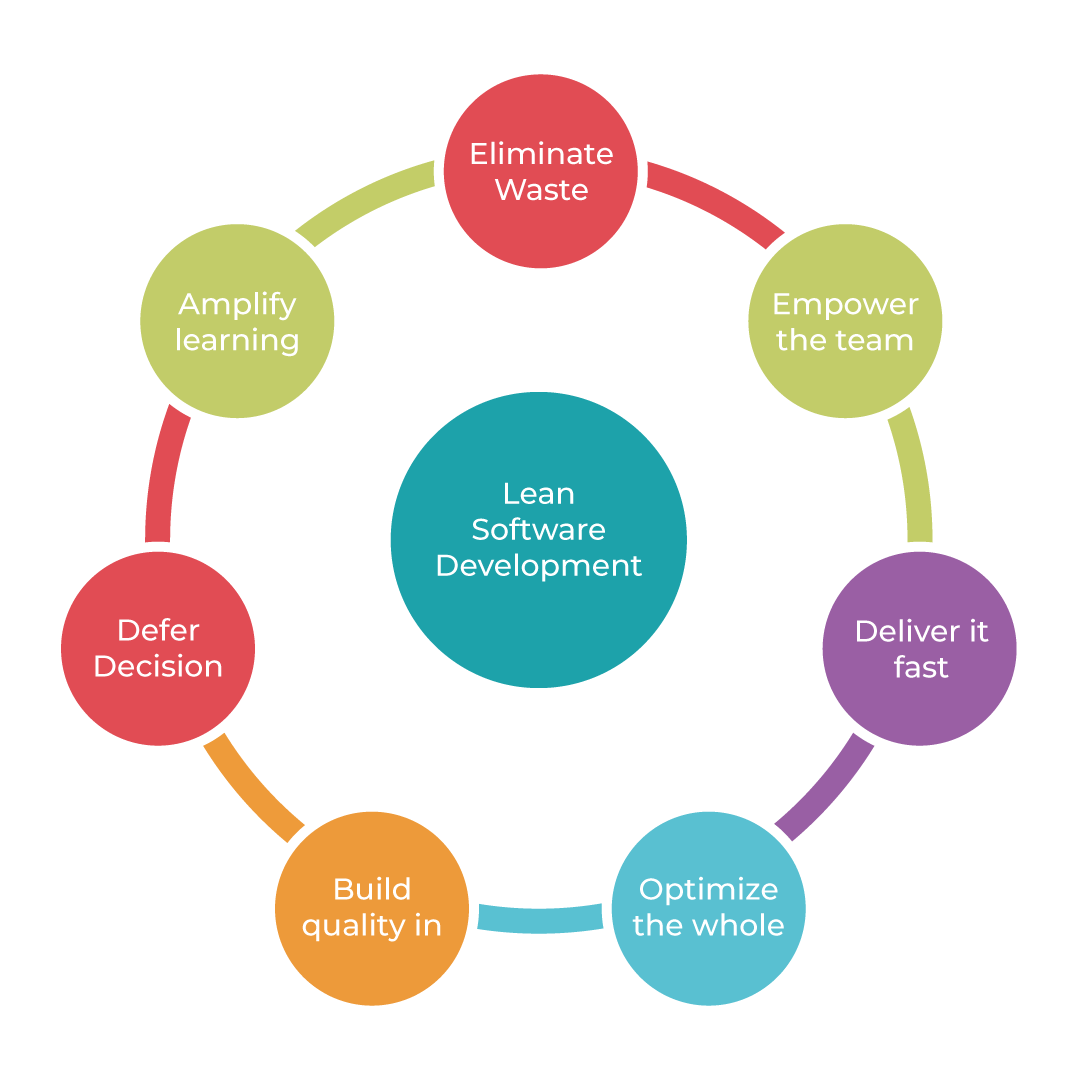 Eliminate
Waste
Empower
the team
Deliver it
fast
Optimize
the whole
Build
quality in
Defer
Decision
Amplify
learning
Lean
Software
Development